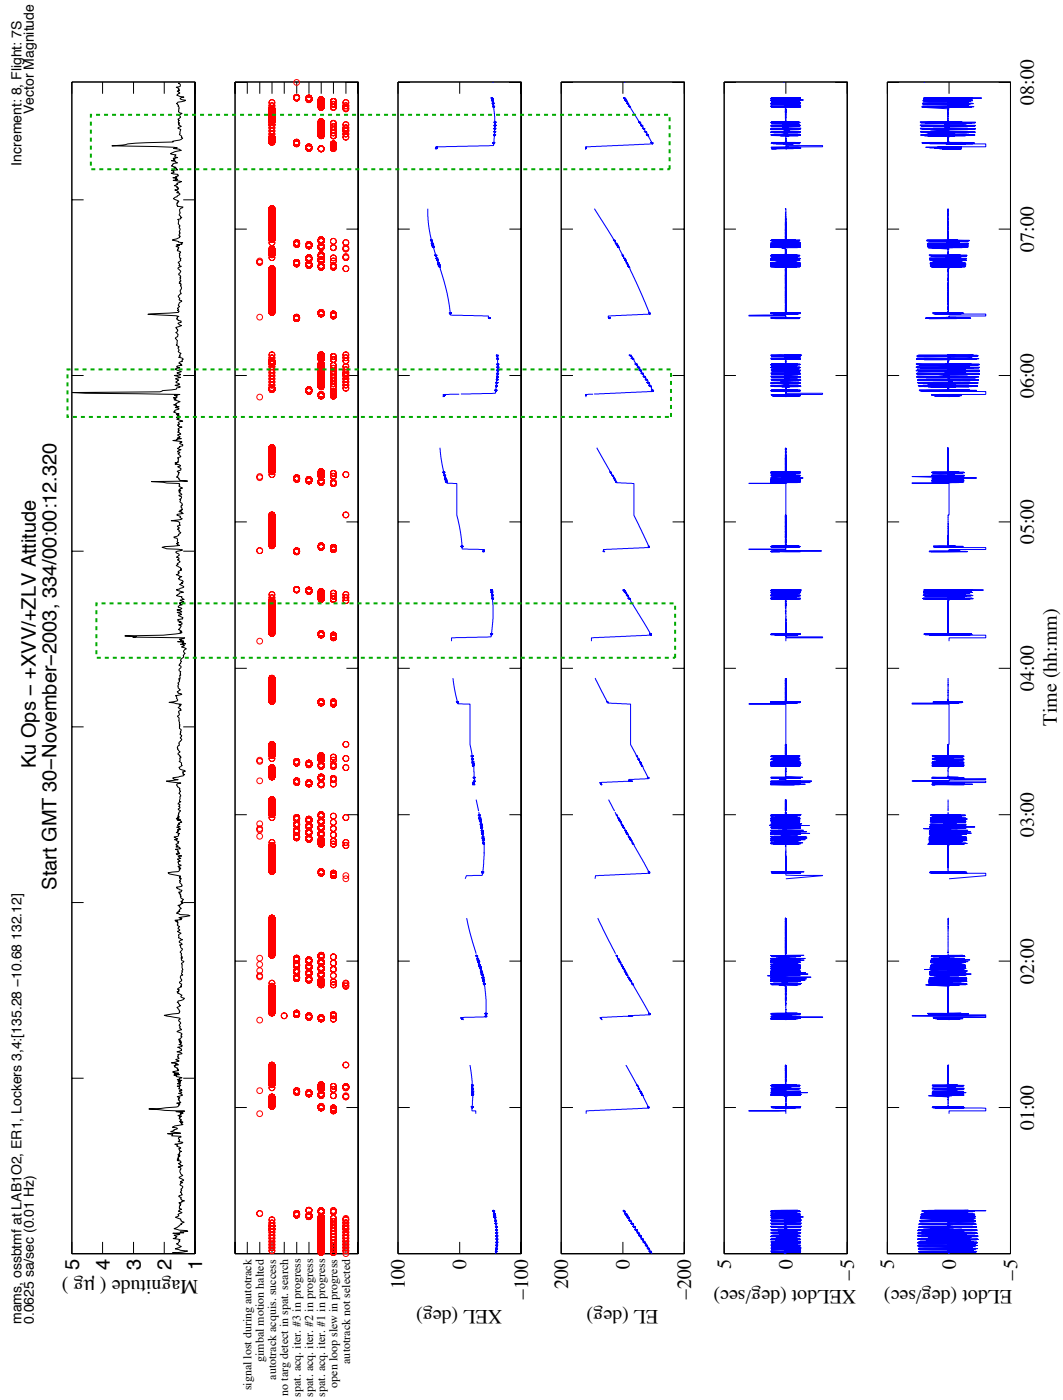 mams, ossbtmf at LAB1O2, ER1, Lockers 3,4:[135.28 −10.68 132.12]
0.0625 sa/sec (0.01 Hz)
Increment: 8, Flight: 7S
Vector Magnitude
Ku Ops − +XVV/+ZLV Attitude
Start GMT 30−November−2003, 334/00:00:12.320
5
4
3
2
1
Magnitude ( μg )
signal lost during autotrack
gimbal motion halted
autotrack acquis. success
no targ detect in spat. search
spat. acq. iter. #3 in progress
spat. acq. iter. #2 in progress
spat. acq. iter. #1 in progress
open loop slew in progress
autotrack not selected
100
0
−100
XEL (deg)
200
0
−200
EL (deg)
5
0
−5
XELdot (deg/sec)
5
0
−5
ELdot (deg/sec)
01:00
02:00
03:00
04:00
05:00
06:00
07:00
08:00
Time (hh:mm)